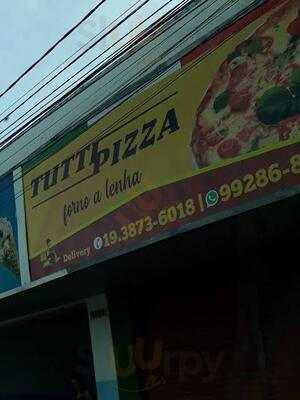 TUTTI PIZZA
forno a lenha
Delivery 19.3873-6018 | 99286-8